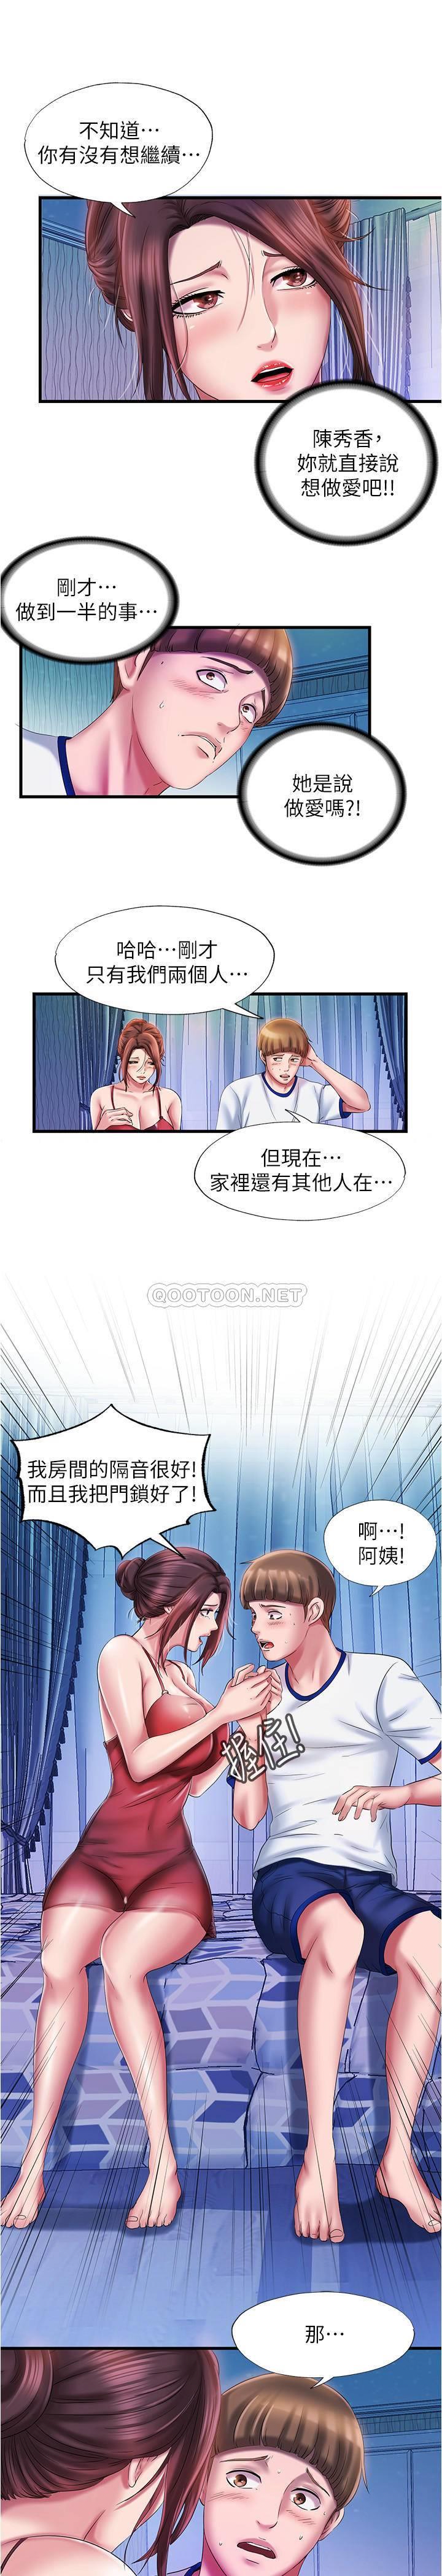 不知道⋯
你有沒有想繼續⋯
陳秀香，
妳就直接說
想做愛吧!!
剛才⋯
做到一半的事⋯
她是說
做愛嗎?!
哈哈⋯剛才
只有我們兩個人⋯
但現在⋯
家裡還有其他人在⋯
QOOTOON.NET
我房間的隔音很好!
而且我把門鎖好了!
啊⋯!
阿姨!
握住!
那⋯